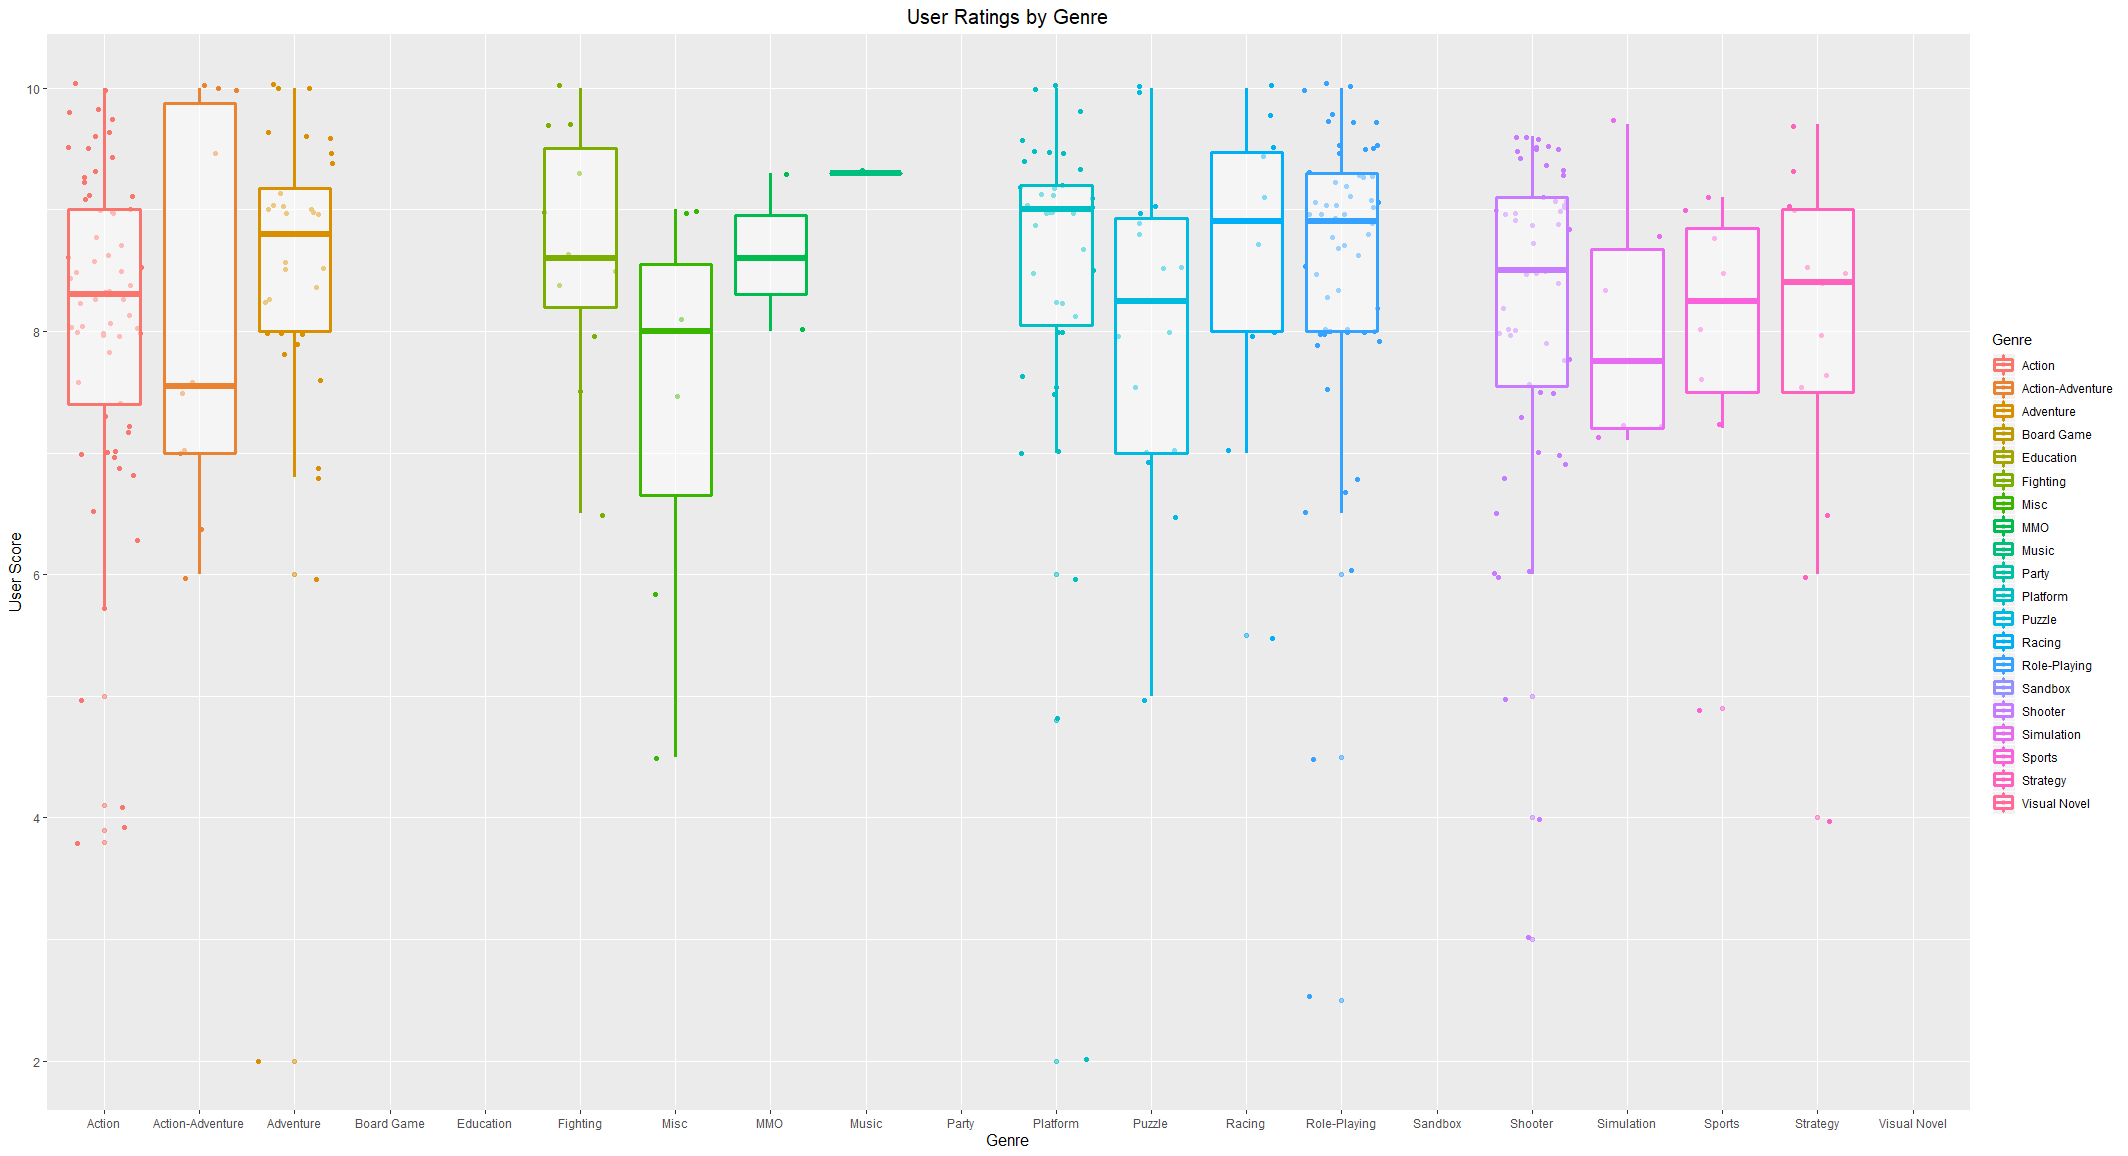 User Ratings by Genre
User Score
10
8
6
4
2
Action Action-Adventure Adventure Board Game Education Fighting Misc MMO Music Party Platform Puzzle Racing Role-Playing Sandbox Shooter Simulation Sports Strategy Visual Novel
Genre
Genre
Action
Action-Adventure
Adventure
Board Game
Education
Fighting
Misc
MMO
Music
Party
Platform
Puzzle
Racing
Role-Playing
Sandbox
Shooter
Simulation
Sports
Strategy
Visual Novel